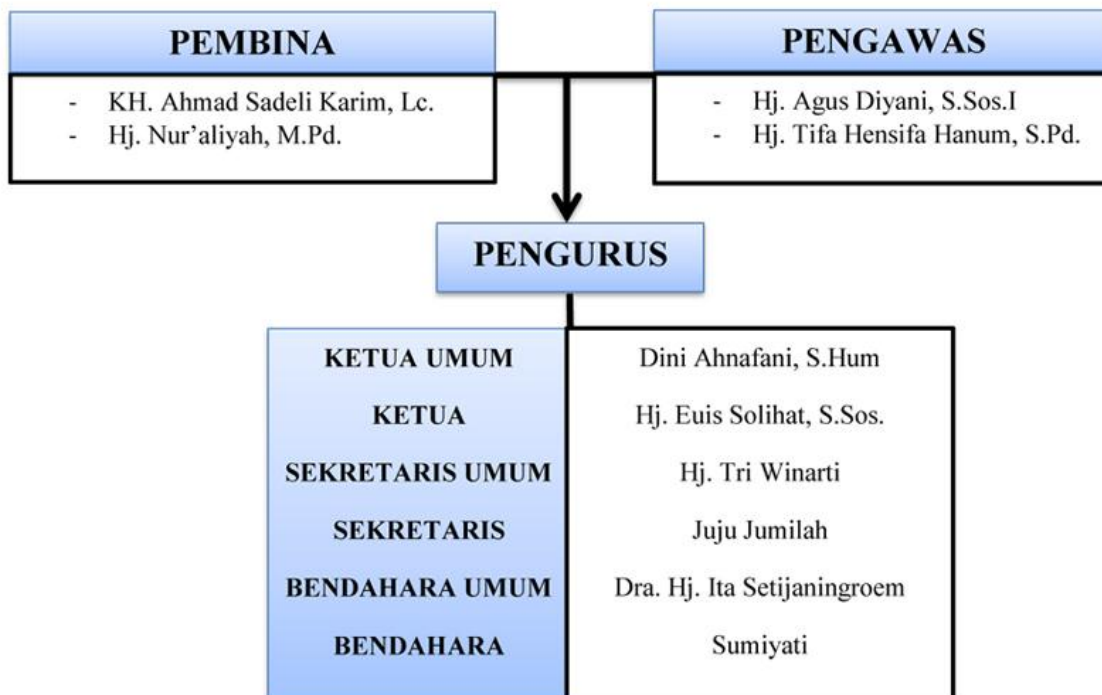 PEMBINA
- KH. Ahmad Sadeli Karim, Lc.
- Hj. Nur’aliyah, M.Pd.
PENGAWAS
- Hj. Agus Diyani, S.Sos.I
- Hj. Tifa Hensifa Hanum, S.Pd.
PENGURUS
KETUA UMUM Dini Ahnafani, S.Hum
KETUA Hj. Euis Solihat, S.Sos.
SEKRETARIS UMUM Hj. Tri Winarti
SEKRETARIS Juju Jumilah
BENDAHARA UMUM Dra. Hj. Ita Setijaningroem
BENDAHARA Sumiyati